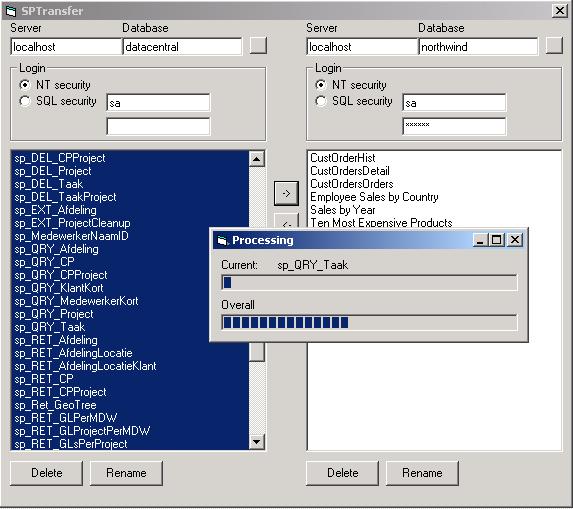 SPTransfer
Server Database
localhost datacentral
Login
NT security
SQL security sa
sp_DEL_CPProject
sp_DEL_Project
sp_DEL_Taak
sp_DEL_TaakProject
sp_EXT_Afdeling
sp_EXT_ProjectCleanup
sp_MedewerkerNaamID
sp_QRY_Afdeling
sp_QRY_CP
sp_QRY_CPProject
sp_QRY_KlantKort
sp_QRY_MedewerkerKort
sp_QRY_Project
sp_QRY_Taak
sp_RET_Afdeling
sp_RET_AfdelingLocatie
sp_RET_AfdelingLocatieKlant
sp_RET_CP
sp_RET_CPProject
sp_Ret_GeoTree
sp_RET_GLPerMDW
sp_RET_GLProjectPerMDW
sp_RET_GLsPerProject
Delete Rename
->
<-
Server Database
localhost northwind
Login
NT security
SQL security sa
xxxxxx
CustOrderHist
CustOrdersDetail
CustOrdersOrders
Employee Sales by Country
Sales by Year
Ten Most Expensive Products
Delete Rename
Processing
Current: sp_QRY_Taak
Overall